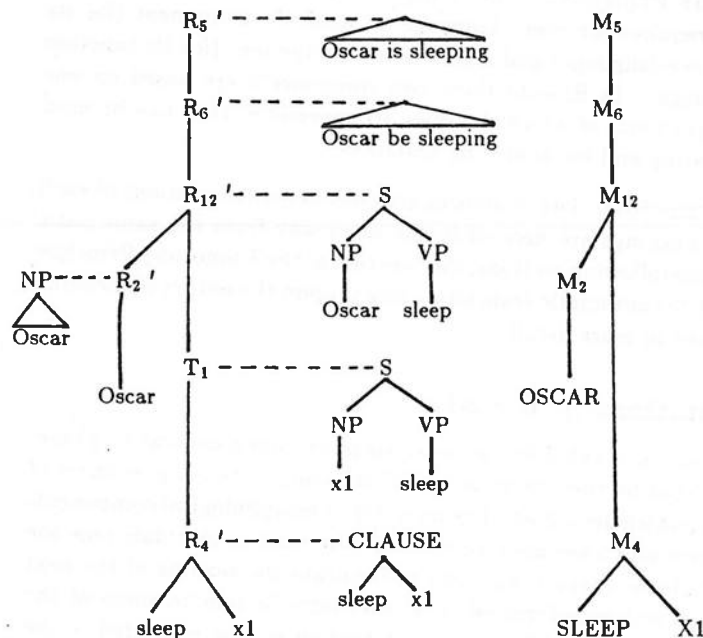 R₅ ' M₅
Oscar is sleeping
R₆ ' M₆
Oscar be sleeping
R₁₂ ' S M₁₂
NP VP
NP R₂ ' M₂
Oscar Oscar sleep
T₁ S
Oscar OSCAR
NP VP
x1 sleep
R₄ ' CLAUSE M₄
sleep x1
sleep x1 SLEEP X1